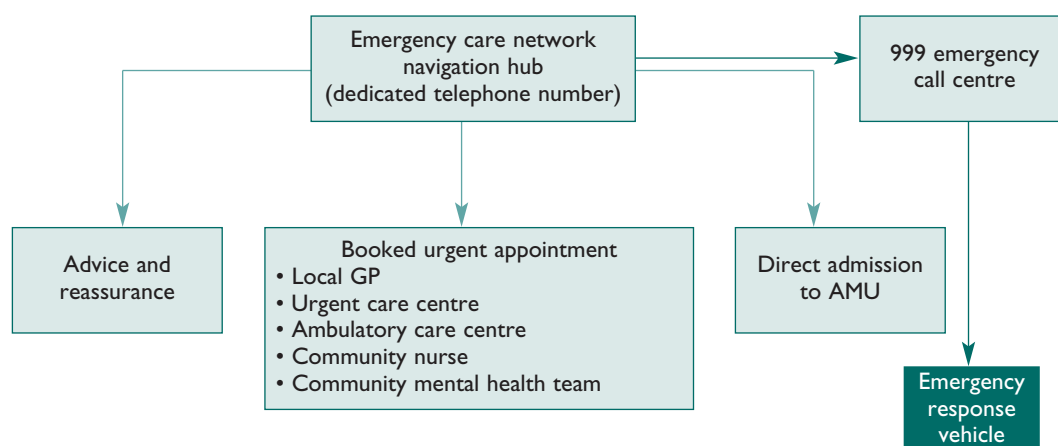 Emergency care network
navigation hub
(dedicated telephone number)
999 emergency
call centre
Advice and
reassurance
Booked urgent appointment
• Local GP
• Urgent care centre
• Ambulatory care centre
• Community nurse
• Community mental health team
Direct admission
to AMU
Emergency
response
vehicle